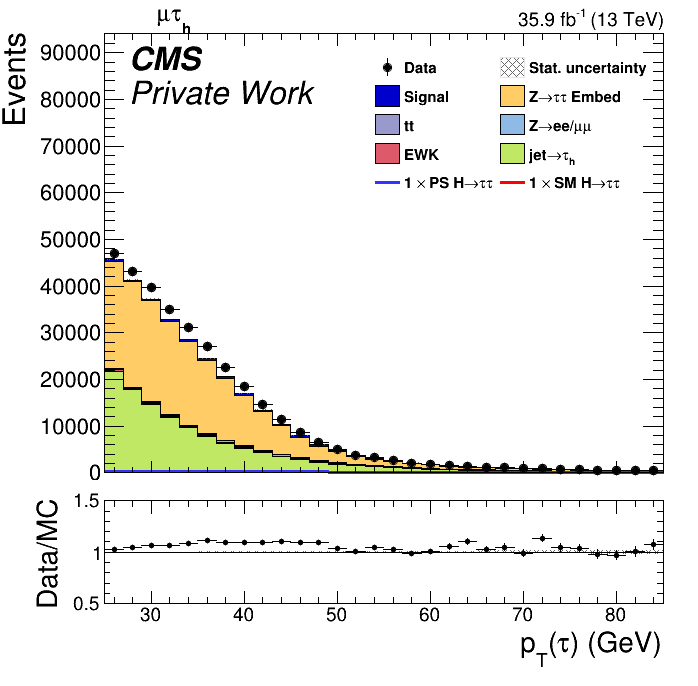 μτh
35.9 fb-1 (13 TeV)
CMS
Private Work
Data
Stat. uncertainty
Signal
Z→ττ Embed
tt
Z→ee/μμ
EWK
jet→τh
1 × PS H→ττ
1 × SM H→ττ
Events
90000
80000
70000
60000
50000
40000
30000
20000
10000
0
Data/MC
1.5
1
0.5
30 40 50 60 70 80
pT(τ) (GeV)